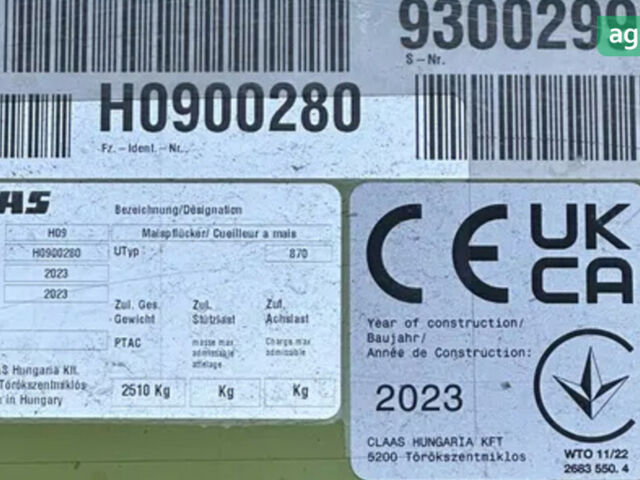 9300299
ag
S-Nr.
H0900280
Fz.-Ident.-Nr.
AS
Bezeichnung/Désignation
H09
Maispflücker/ Cueilleur a mais
H0900280
UTyp
870
2023
2023
Zul. Ges. Gewicht
Zul. Stützlast
Zul. Achslast
PTAC
masse max. admissible attelage
Charge max. admissible
2510 Kg
Kg
Kg
AS Hungaria Kft.
Törökszentmiklós
in Hungary
CE
UK
CA
Year of construction/
Baujahr/
Année de Construction:
2023
CLAAS HUNGARIA KFT
5200 Törökszentmiklos
WTO 11/22
2683 550. 4